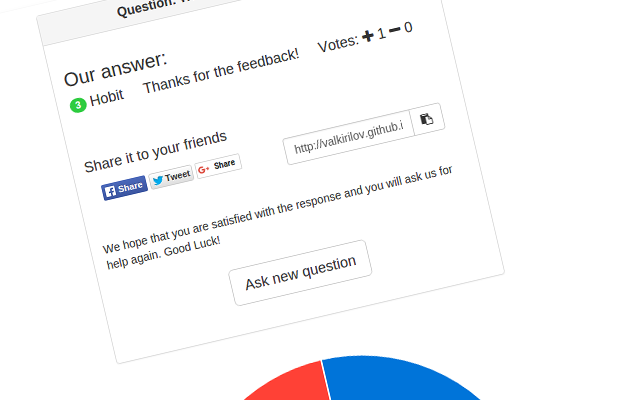 Question:
Our answer:
3 Hobit Thanks for the feedback! Votes: + 1 - 0
Share it to your friends
http://valkirilov.github.i
Share Tweet G+ Share
We hope that you are satisfied with the response and you will ask us for
help again. Good Luck!
Ask new question